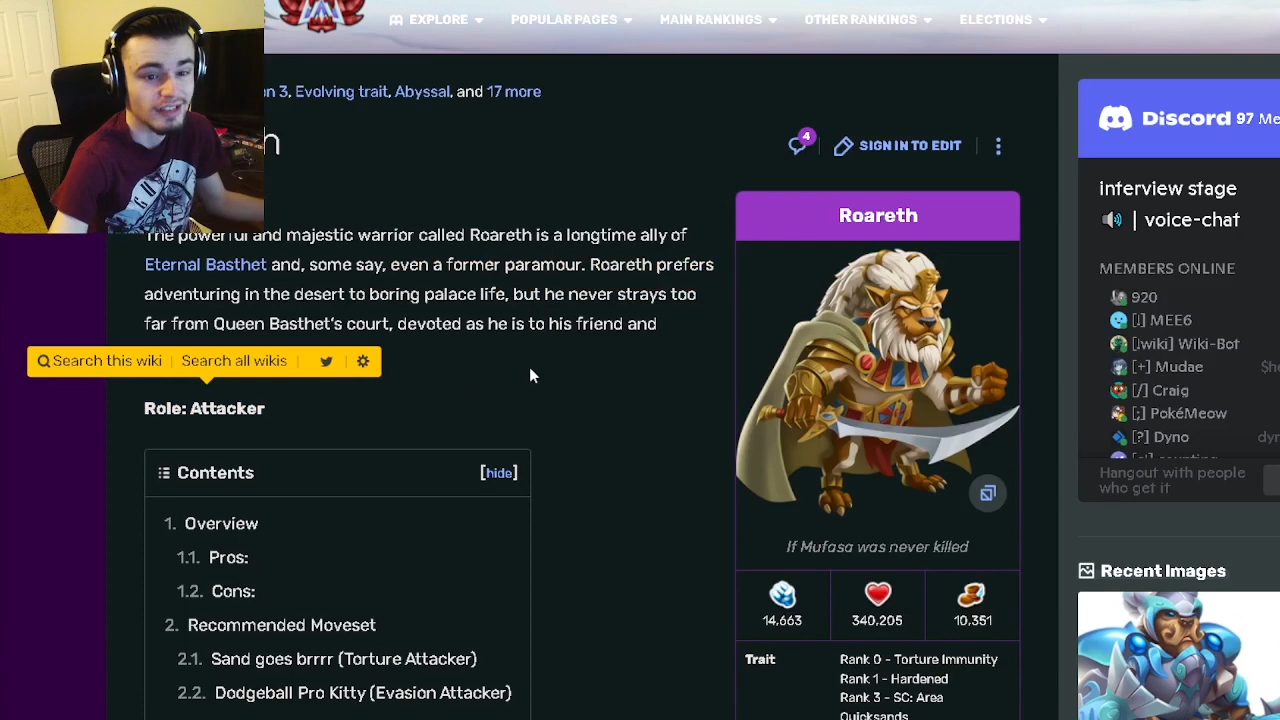 EXPLORE POPULAR PAGES MAIN RANKINGS OTHER RANKINGS ELECTIONS
n 3, Evolving trait, Abyssal, and 17 more
n
4 SIGN IN TO EDIT
The powerful and majestic warrior called Roareth is a longtime ally of
Eternal Basthet and, some say, even a former paramour. Roareth prefers
adventuring in the desert to boring palace life, but he never strays too
far from Queen Basthet's court, devoted as he is to his friend and
Search this wiki | Search all wikis
Role: Attacker
Contents [hide]
1. Overview
1.1. Pros:
1.2. Cons:
2. Recommended Moveset
2.1. Sand goes brrrr (Torture Attacker)
2.2. Dodgeball Pro Kitty (Evasion Attacker)
Roareth
If Mufasa was never killed
14,663 340,205 10,351
Trait Rank 0 - Torture Immunity
Rank 1 - Hardened
Rank 3 - SC: Area
Quicksands
Discord 97 Me
interview stage
| voice-chat
MEMBERS ONLINE
920
[.] MEE6
[.]wiki] Wiki-Bot
[+] Mudae $he
[/] Craig
[;] PokéMeow
[?] Dyno dyn
Hangout with people
who get it
Recent Images